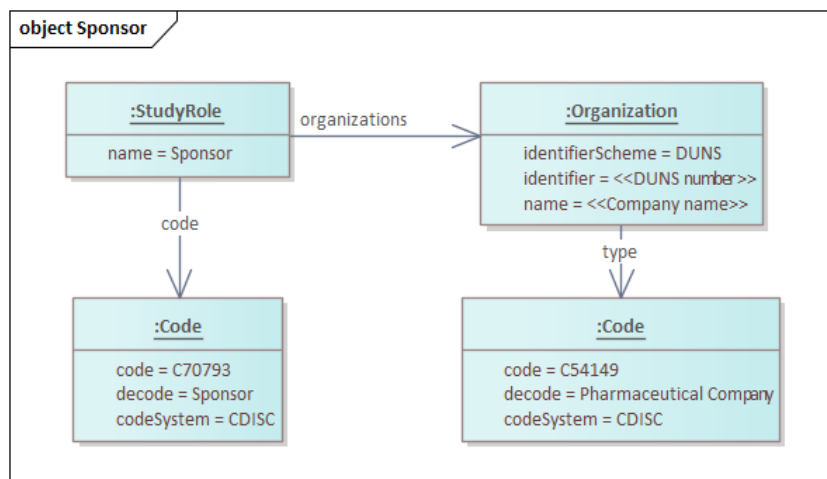 object Sponsor
:StudyRole
name = Sponsor
organizations
:Organization
identifierScheme = DUNS
identifier = <<DUNS number>>
name = <<Company name>>
code
type
:Code
code = C70793
decode = Sponsor
codeSystem = CDISC
:Code
code = C54149
decode = Pharmaceutical Company
codeSystem = CDISC